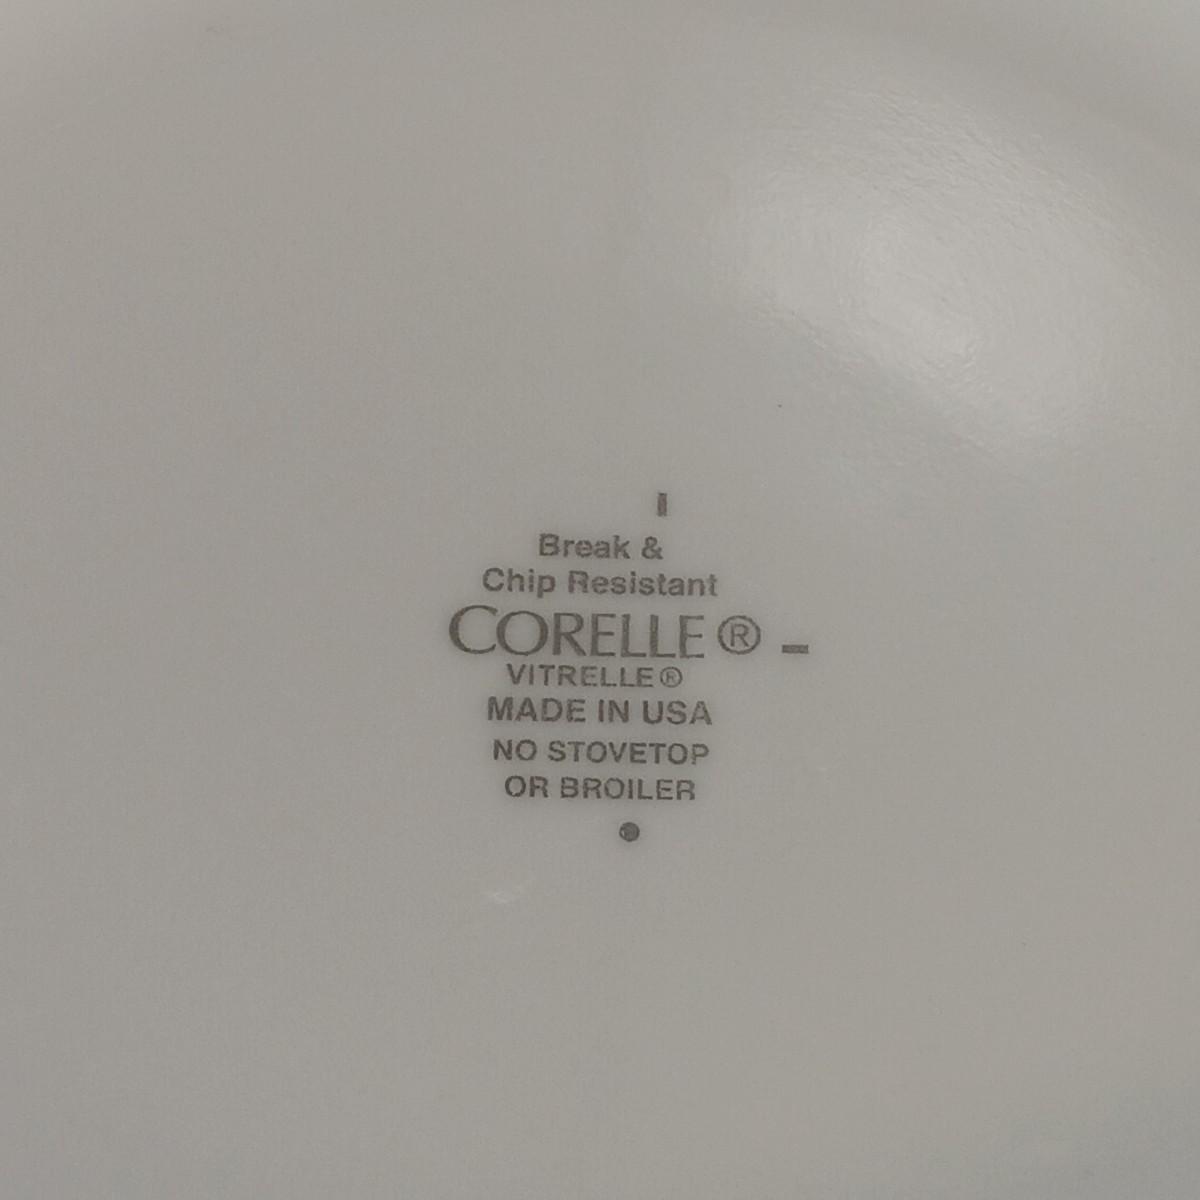 Break &
Chip Resistant
CORELLE®
VITRELLE®
MADE IN USA
NO STOVETOP
OR BROILER